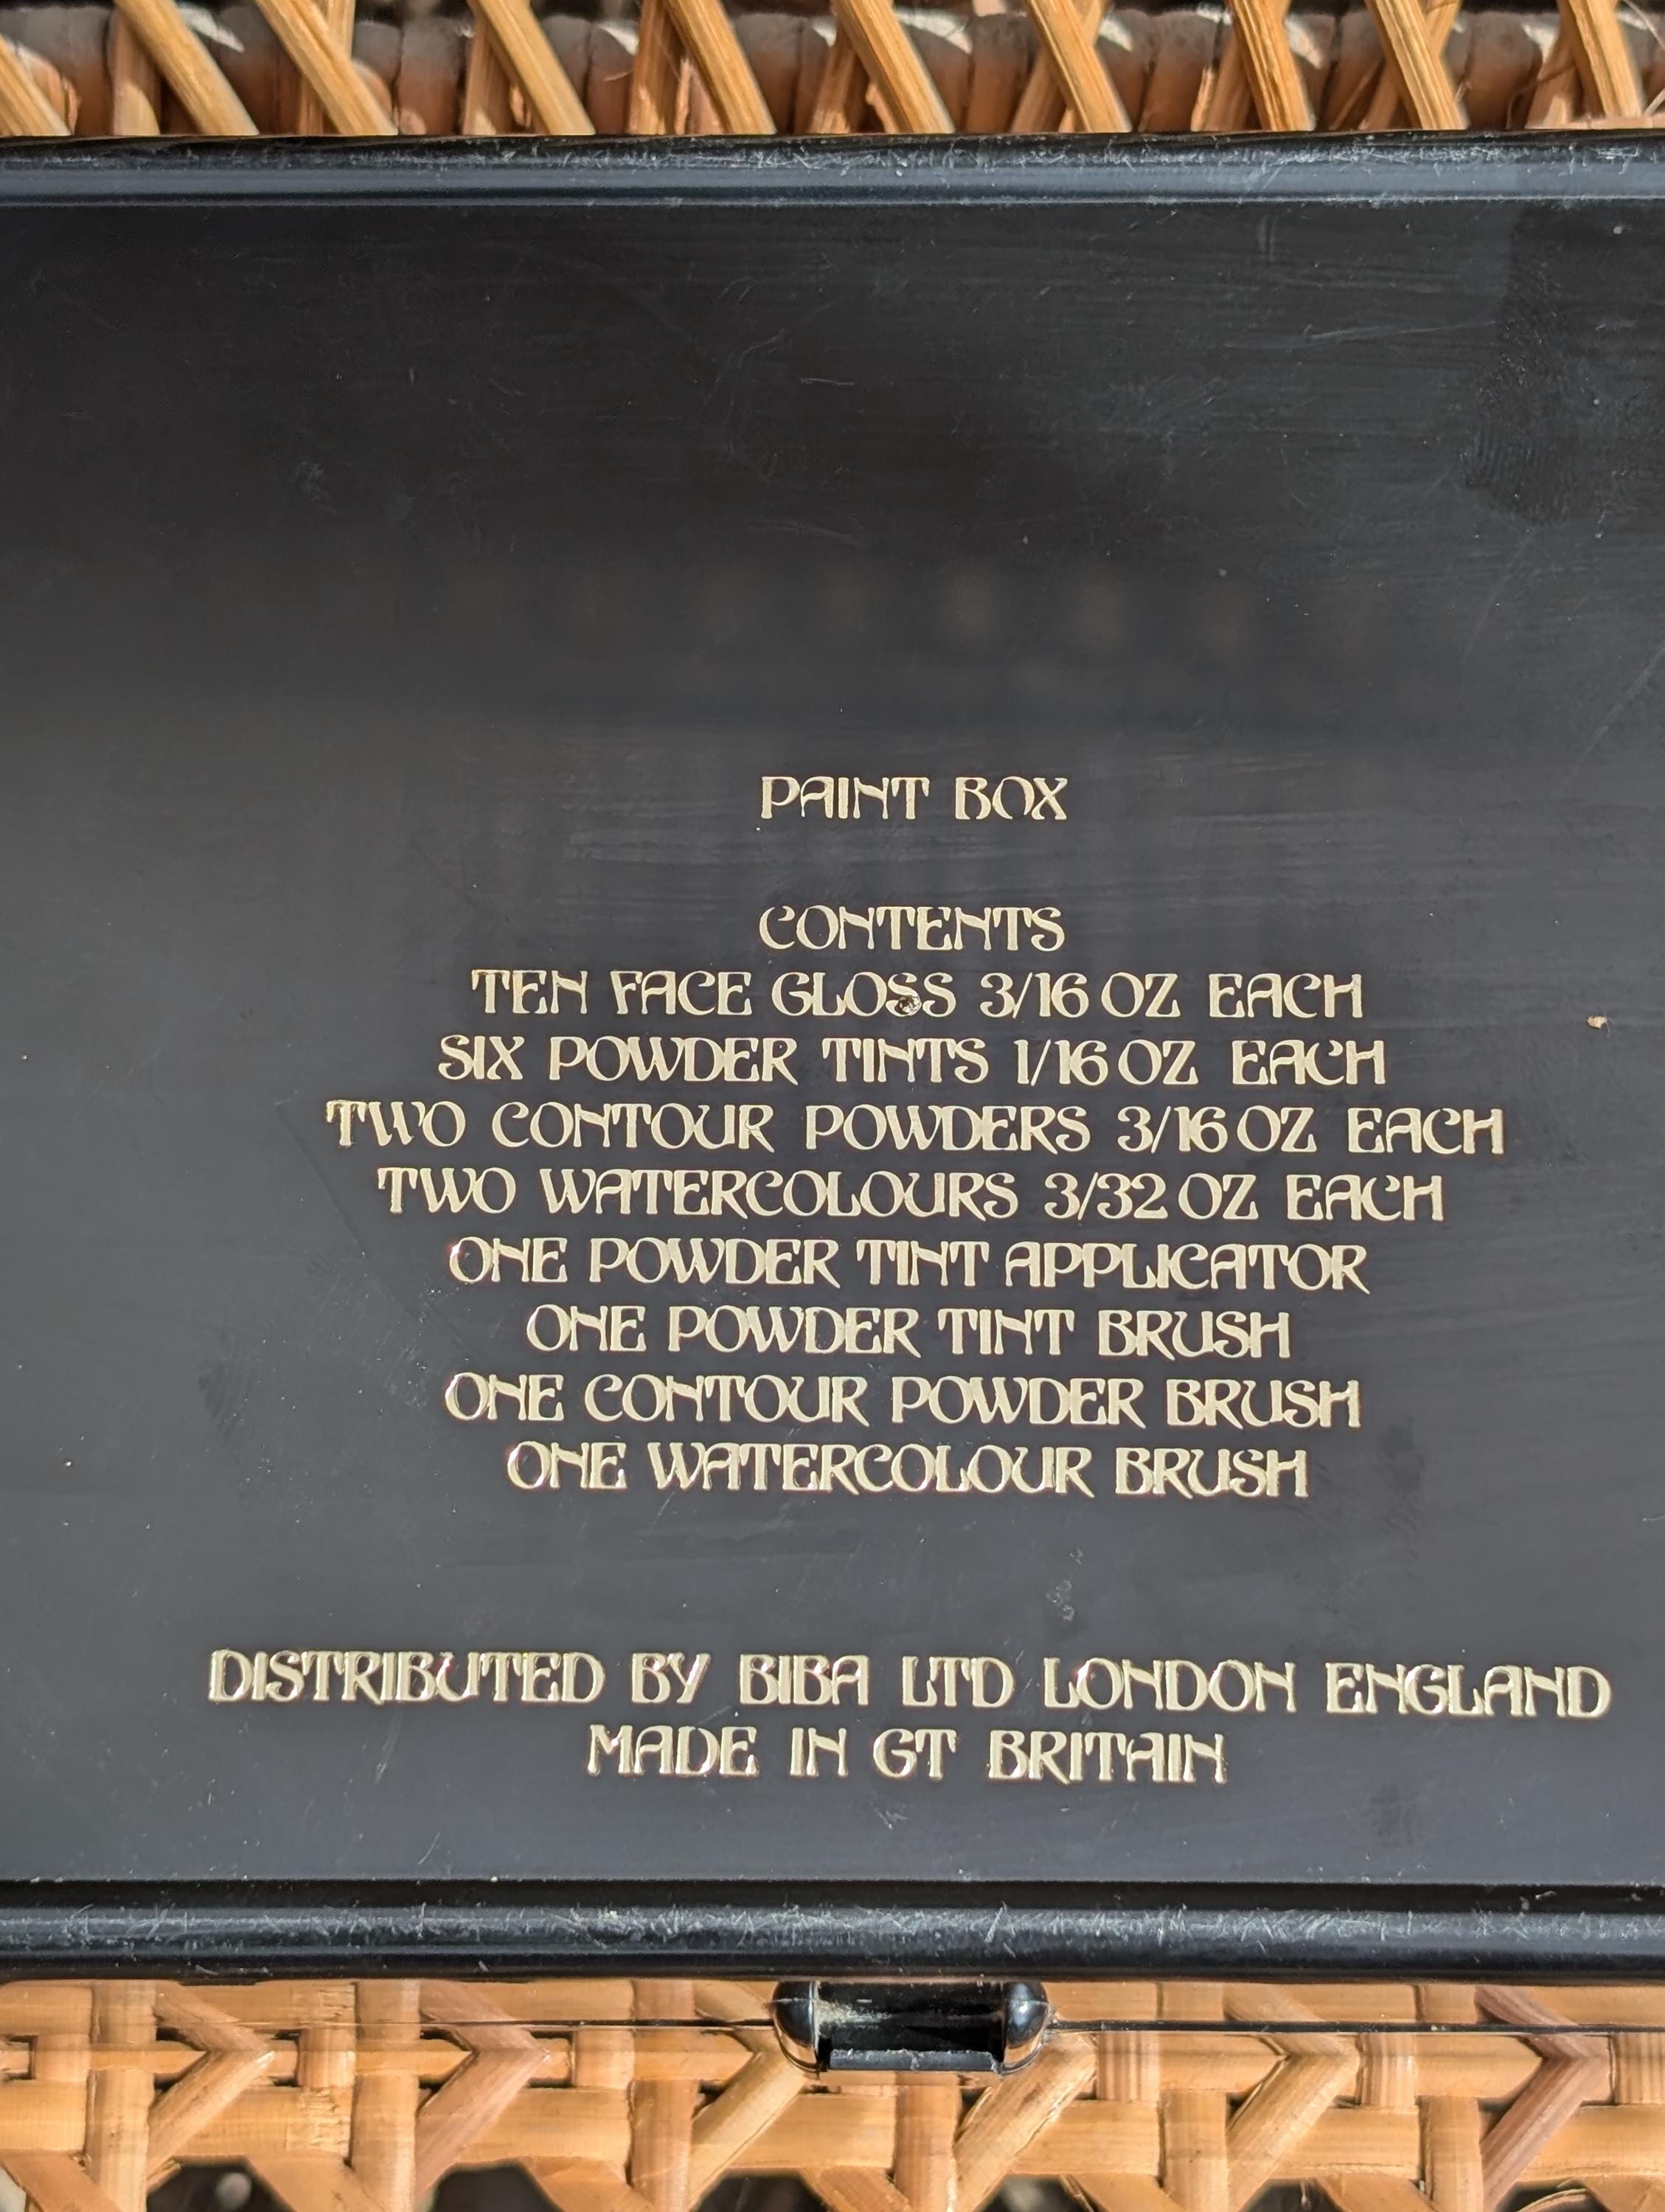 PAINT BOX
CONTENTS
TEN FACE GLOSS 3/16 OZ EACH
SIX POWDER TINTS 1/16 OZ EACH
TWO CONTOUR POWDERS 3/16 OZ EACH
TWO WATERCOLOURS 3/32 OZ EACH
ONE POWDER TINT APPLICATOR
ONE POWDER TINT BRUSH
ONE CONTOUR POWDER BRUSH
ONE WATERCOLOUR BRUSH
DISTRIBUTED BY BIBA LTD LONDON ENGLAND
MADE IN GT BRITAIN